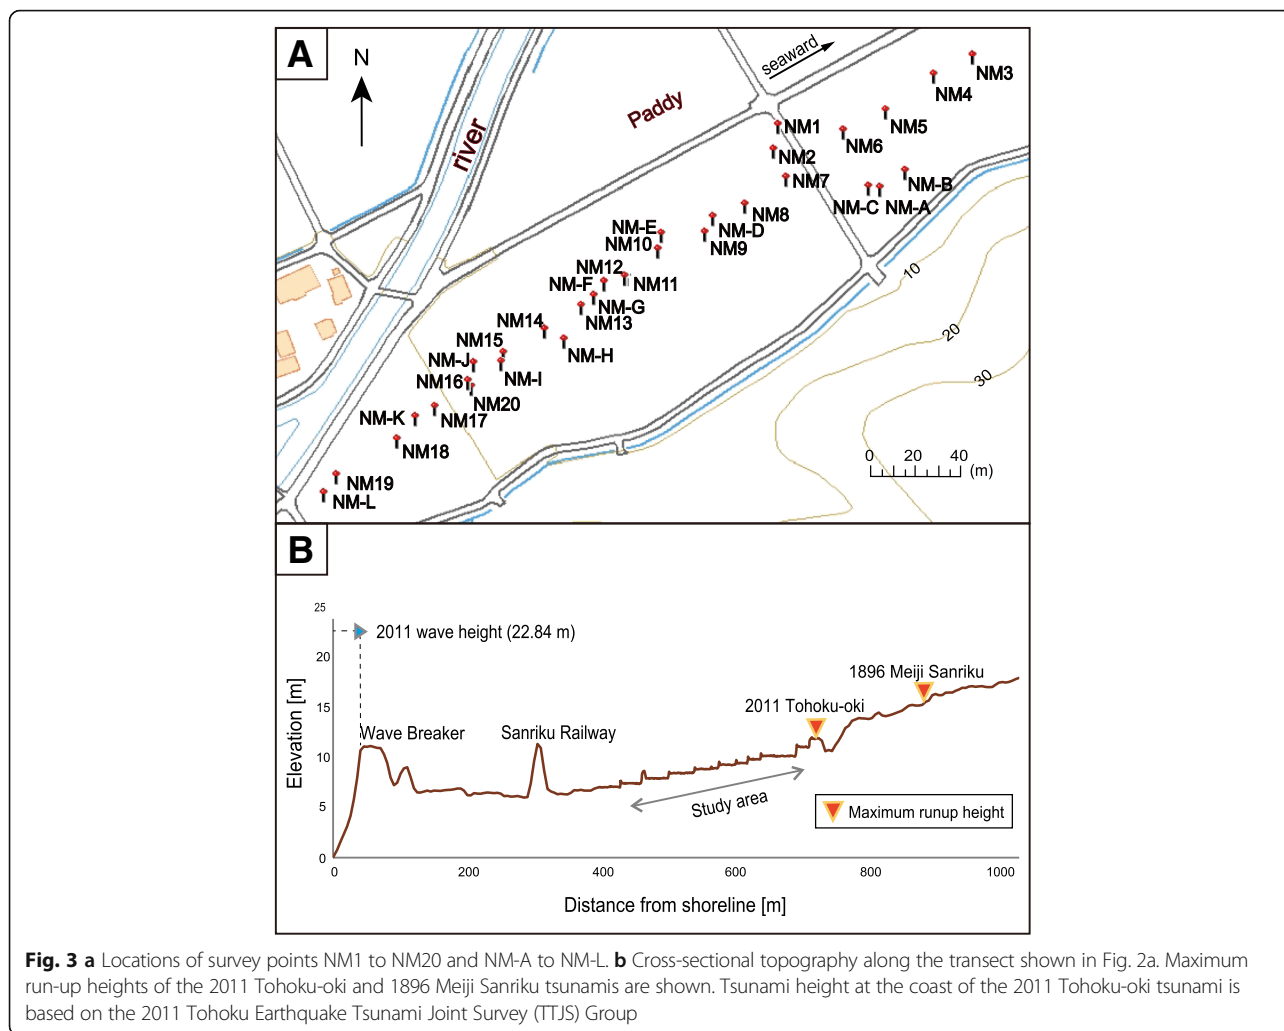 A
N
seaward
river
Paddy
NM3
NM4
NM5
NM1
NM6
NM2
NM7
NM-B
NM-C
NM-A
NM8
NM-E
NM-D
NM10
NM9
NM12
NM-F
NM11
NM-G
NM13
NM14
NM15
NM-H
NM-J
NM-I
NM16
NM20
NM-K
NM17
NM18
NM19
NM-L
10
20
30
0 20 40
(m)
B
25
2011 wave height (22.84 m)
20
1896 Meiji Sanriku
15
2011 Tohoku-oki
Wave Breaker
Sanriku Railway
Elevation [m]
10
Study area
Maximum runup height
5
0
0 200 400 600 800 1000
Distance from shoreline [m]
Fig. 3 a Locations of survey points NM1 to NM20 and NM-A to NM-L. b Cross-sectional topography along the transect shown in Fig. 2a. Maximum
run-up heights of the 2011 Tohoku-oki and 1896 Meiji Sanriku tsunamis are shown. Tsunami height at the coast of the 2011 Tohoku-oki tsunami is
based on the 2011 Tohoku Earthquake Tsunami Joint Survey (TTJS) Group